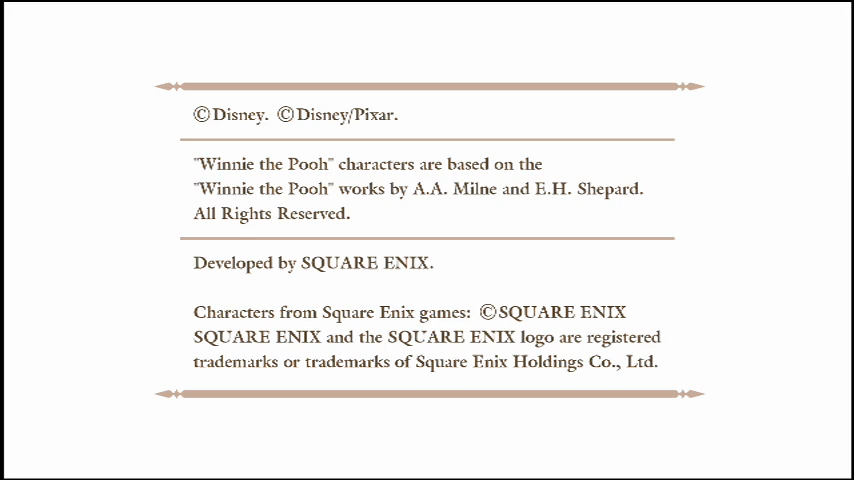 ©Disney. ©Disney/Pixar.
"Winnie the Pooh" characters are based on the
"Winnie the Pooh" works by A.A. Milne and E.H. Shepard.
All Rights Reserved.
Developed by SQUARE ENIX.
Characters from Square Enix games: ©SQUARE ENIX
SQUARE ENIX and the SQUARE ENIX logo are registered
trademarks or trademarks of Square Enix Holdings Co., Ltd.